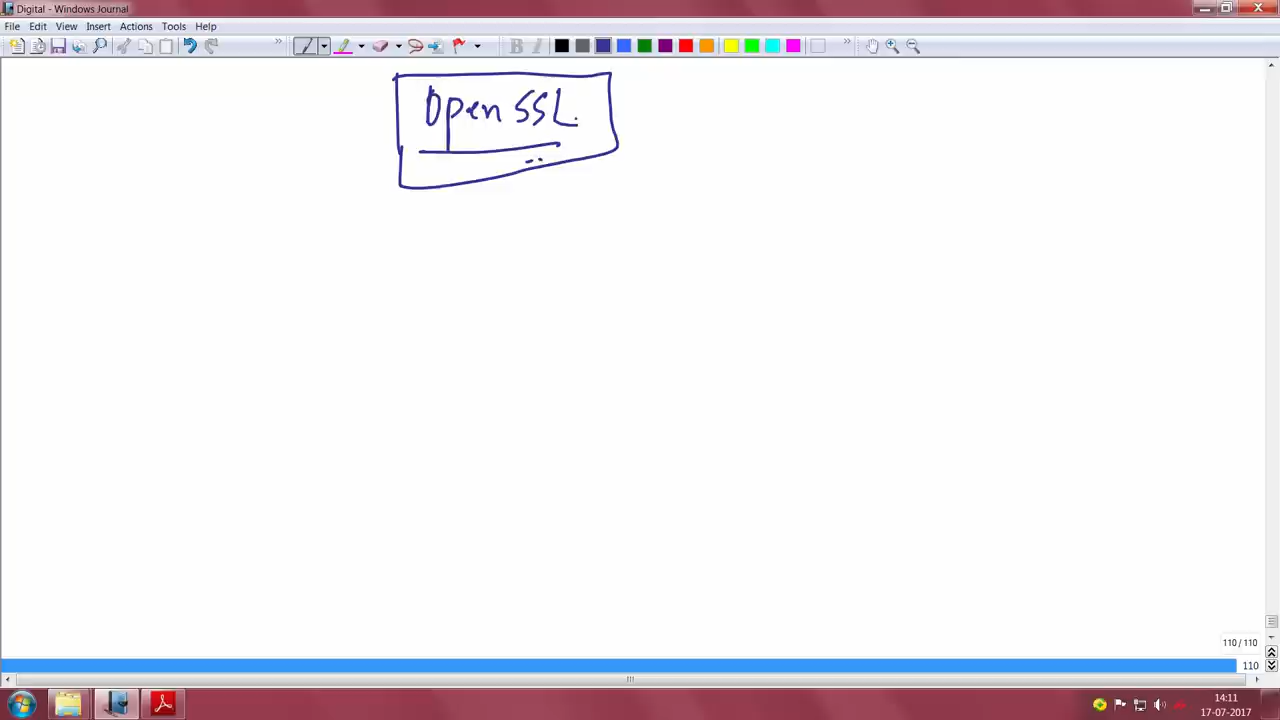 Digital - Windows Journal
File Edit View Insert Actions Tools Help
B I
Open SSL.
110 / 110
110
14:11
17-07-2017